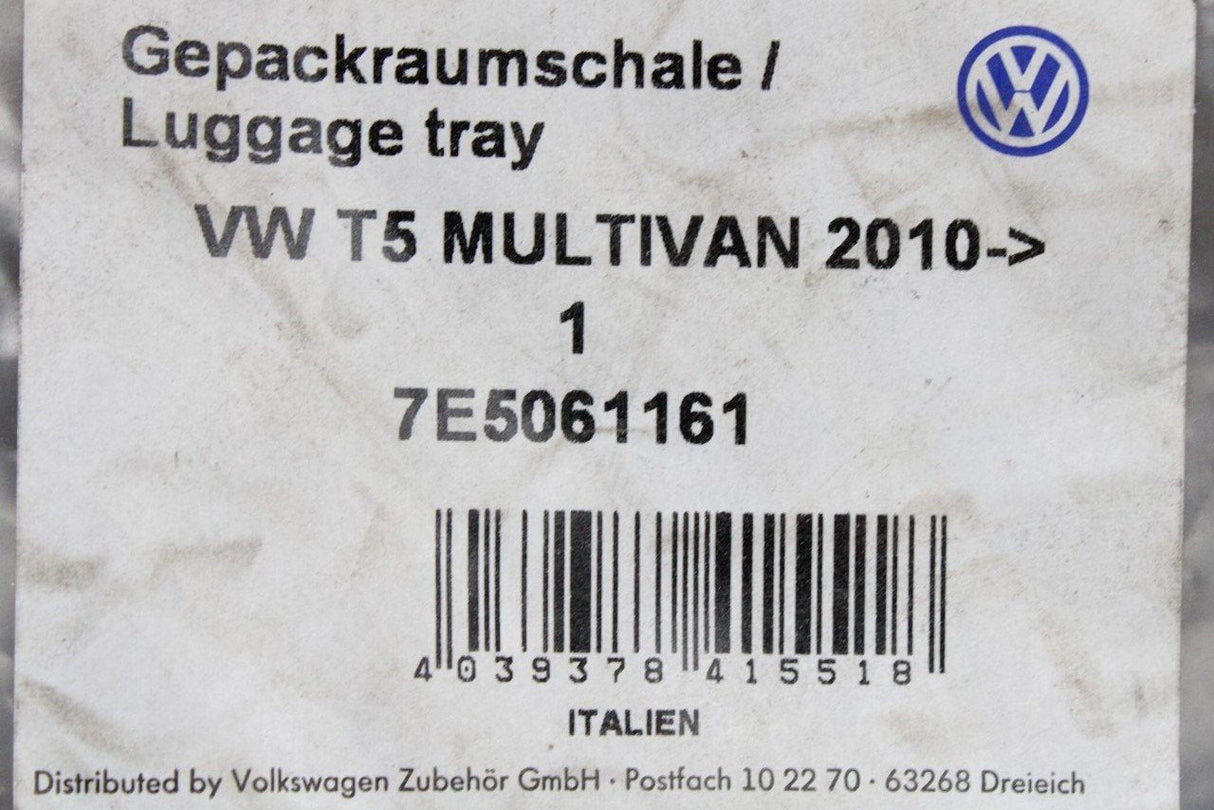 Gepackraumschale /
Luggage tray
VW T5 MULTIVAN 2010->
1
7E5061161
4 039378 415518
ITALIEN
Distributed by Volkswagen Zubehör GmbH · Postfach 10 22 70 · 63268 Dreieich